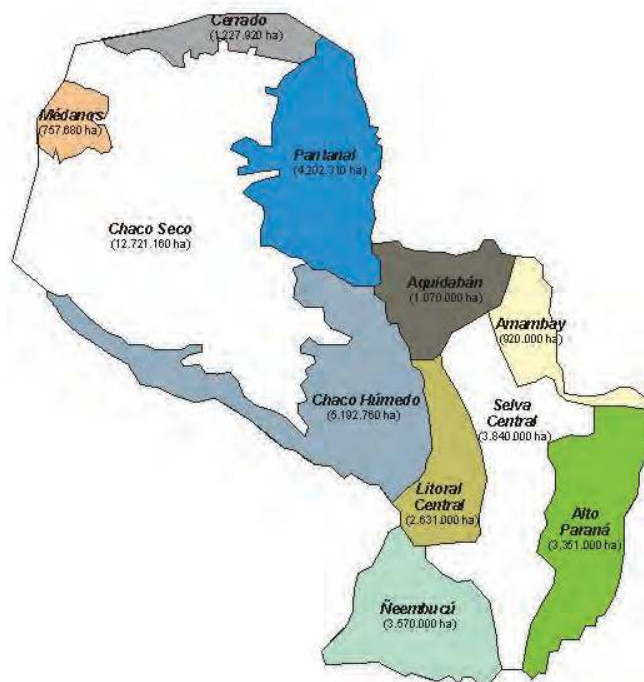 Cerrado
(1.227.920 ha)
Médanos
(757.680 ha)
Pantanal
(4.202.310 ha)
Chaco Seco
(12.721.160 ha)
Aquidabán
(1.070.000 ha)
Amambay
(920.000 ha)
Chaco Húmedo
(5.192.760 ha)
Selva
Central
(3.840.000 ha)
Litoral
Central
(2.631.000 ha)
Alto
Paraná
(3,351.000 ha)
Ñeembucú
(3.570.000 ha)